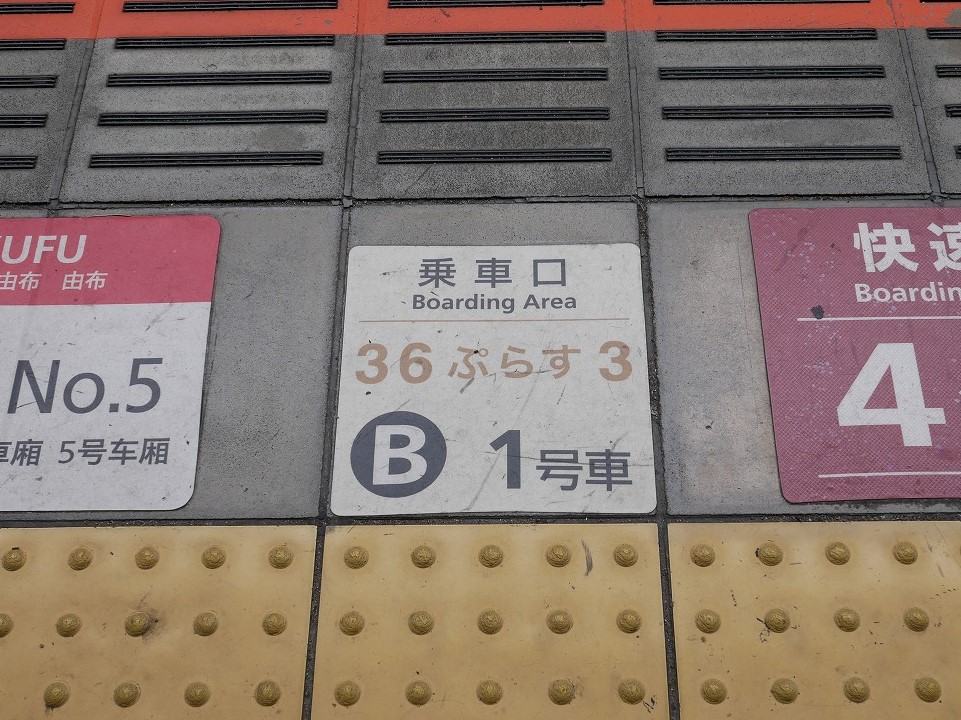 UFU
由布 由布
No.5
車廂 5号车厢
乗車口
Boarding Area
36ぷらす3
B 1号車
快速
Boardin
4